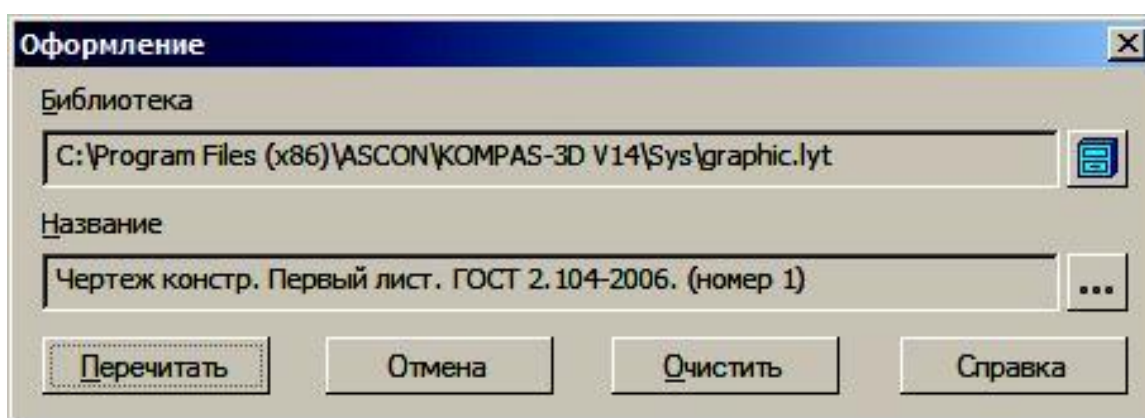 Оформление
Библиотека
C:\Program Files (x86)\ASCON\KOMPAS-3D V14\Sys\graphic.lyt
Название
Чертеж констр. Первый лист. ГОСТ 2.104-2006. (номер 1)
...
Перечитать Отмена Очистить Справка